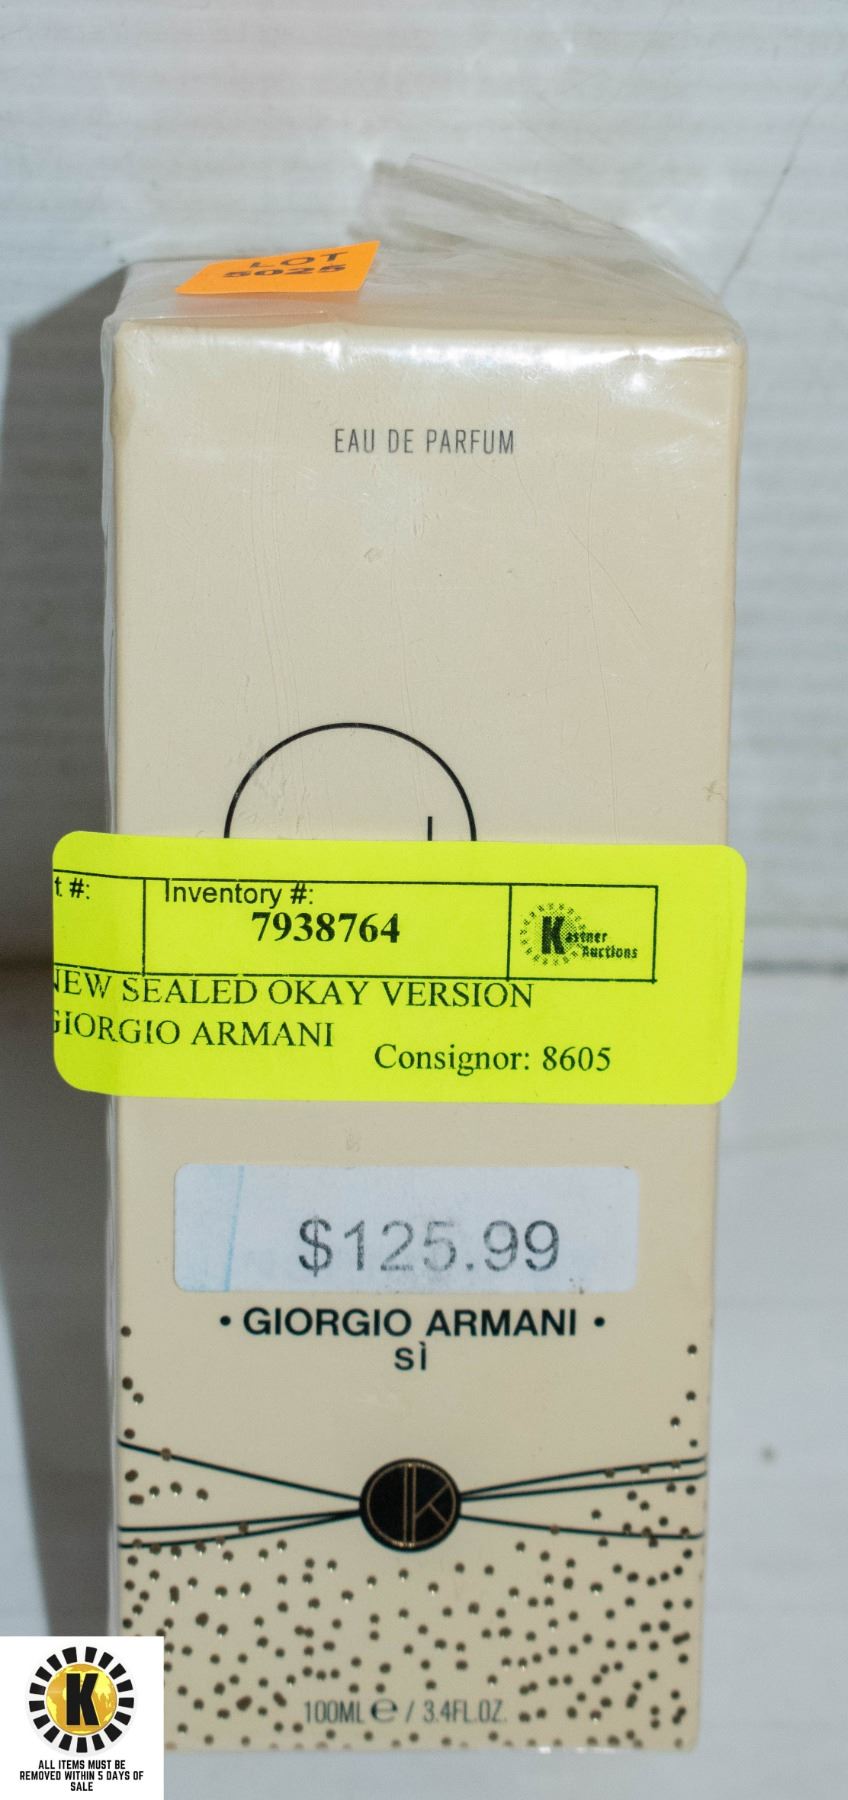 LOT
5025
EAU DE PARFUM
t #:
Inventory #:
7938764
Kastner
Auctions
NEW SEALED OKAY VERSION
GIORGIO ARMANI
Consignor: 8605
$125.99
• GIORGIO ARMANI •
sì
K
100ML e / 3.4FL.OZ.
K
ALL ITEMS MUST BE
REMOVED WITHIN 5 DAYS OF
SALE